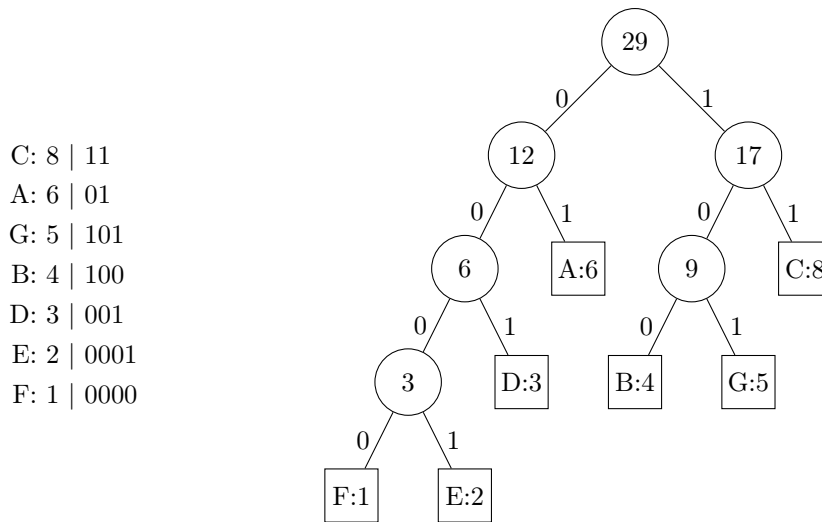 C: 8 | 11
A: 6 | 01
G: 5 | 101
B: 4 | 100
D: 3 | 001
E: 2 | 0001
F: 1 | 0000
29
0 1
12 17
0 1 0 1
6 A:6 9 C:8
0 1 0 1
3 D:3 B:4 G:5
0 1
F:1 E:2